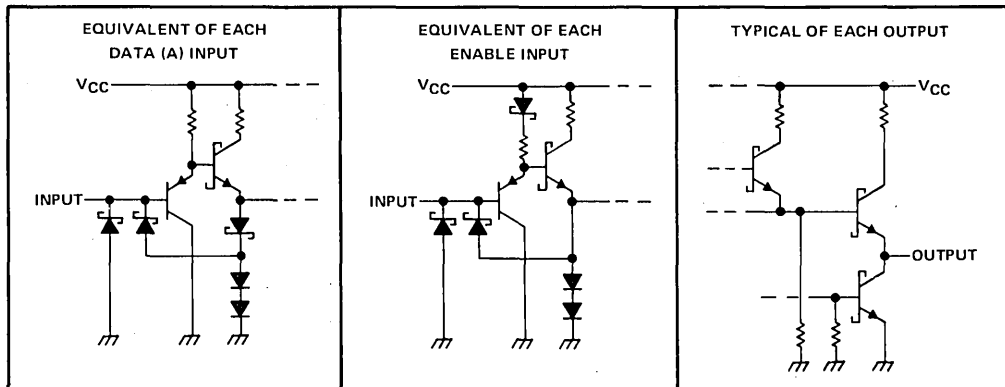 EQUIVALENT OF EACH
DATA (A) INPUT
VCC
INPUT
EQUIVALENT OF EACH
ENABLE INPUT
VCC
INPUT
TYPICAL OF EACH OUTPUT
VCC
OUTPUT